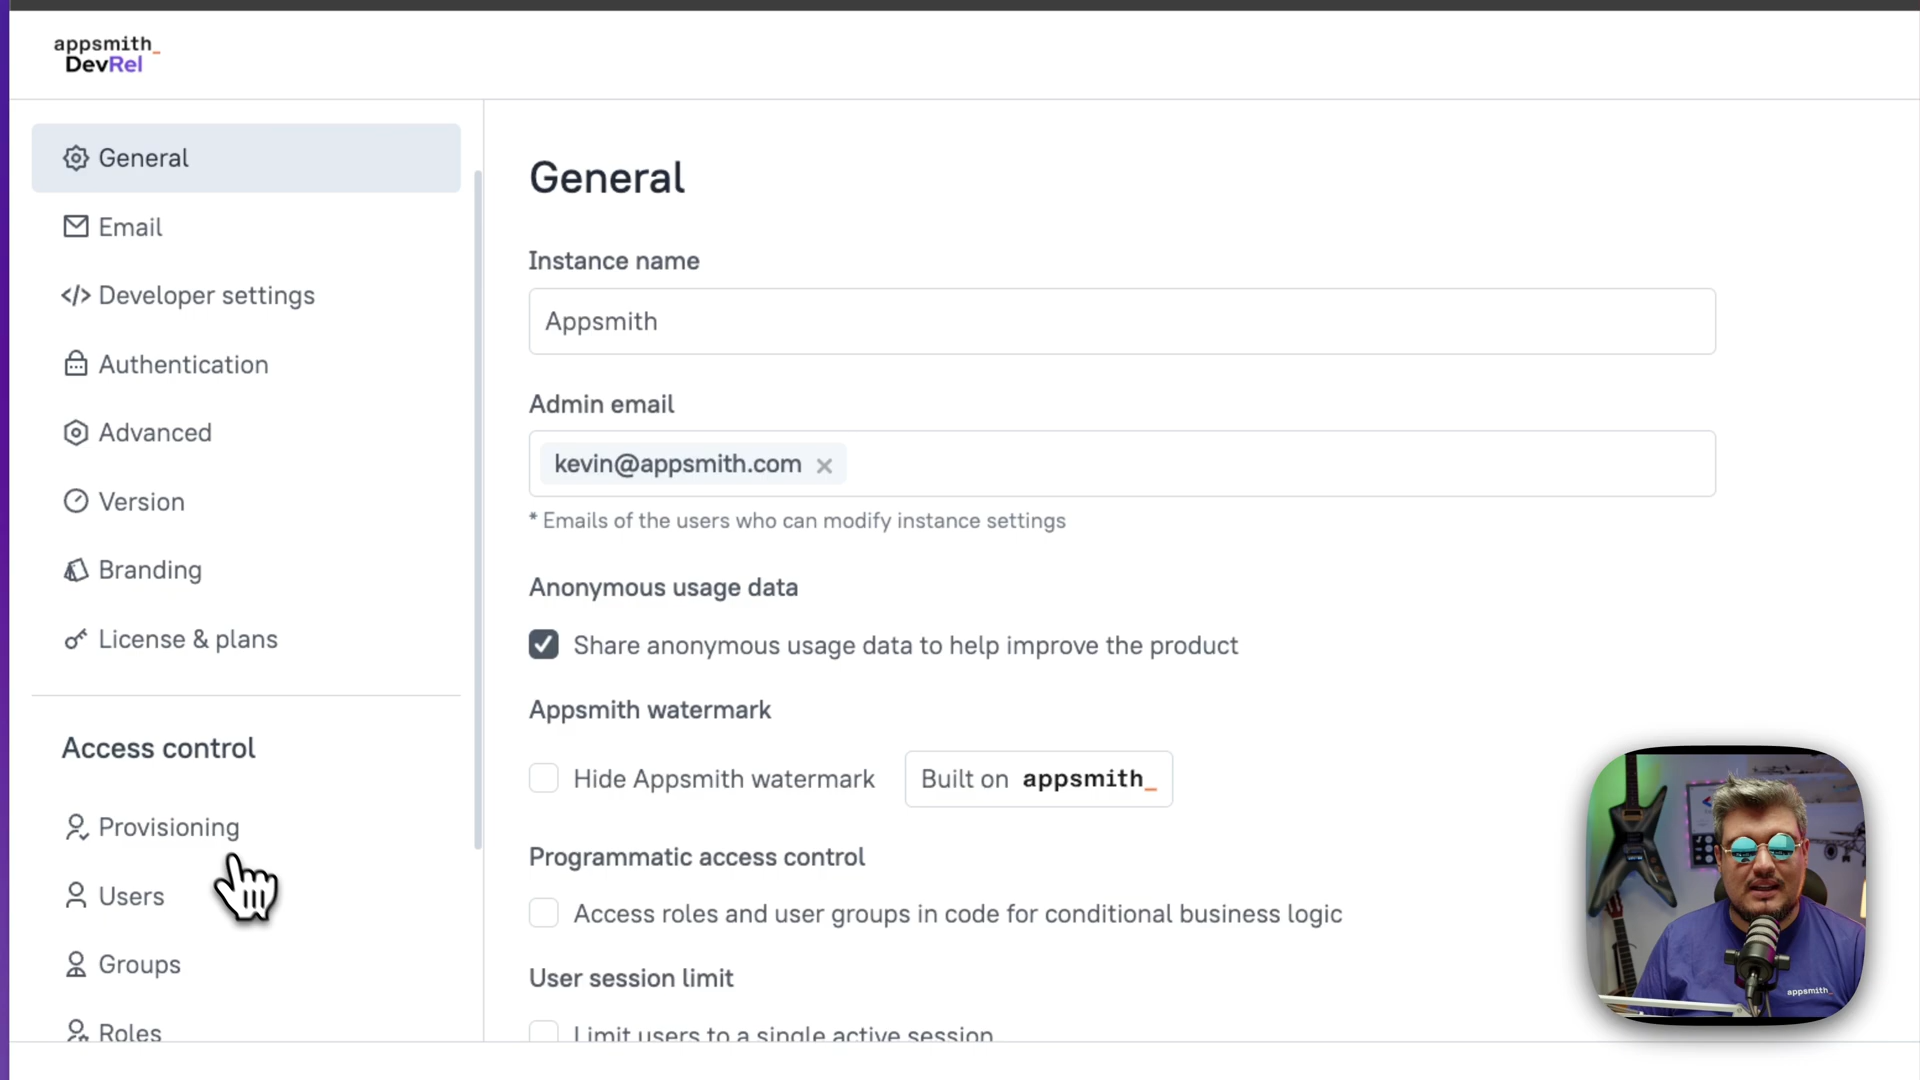 appsmith_
DevRel
General
Email
Developer settings
Authentication
Advanced
Version
Branding
License & plans
Access control
Provisioning
Users
Groups
Roles
General
Instance name
Appsmith
Admin email
kevin@appsmith.com
* Emails of the users who can modify instance settings
Anonymous usage data
Share anonymous usage data to help improve the product
Appsmith watermark
Hide Appsmith watermark
Built on appsmith_
Programmatic access control
Access roles and user groups in code for conditional business logic
User session limit
Limit users to a single active session
appsmith_